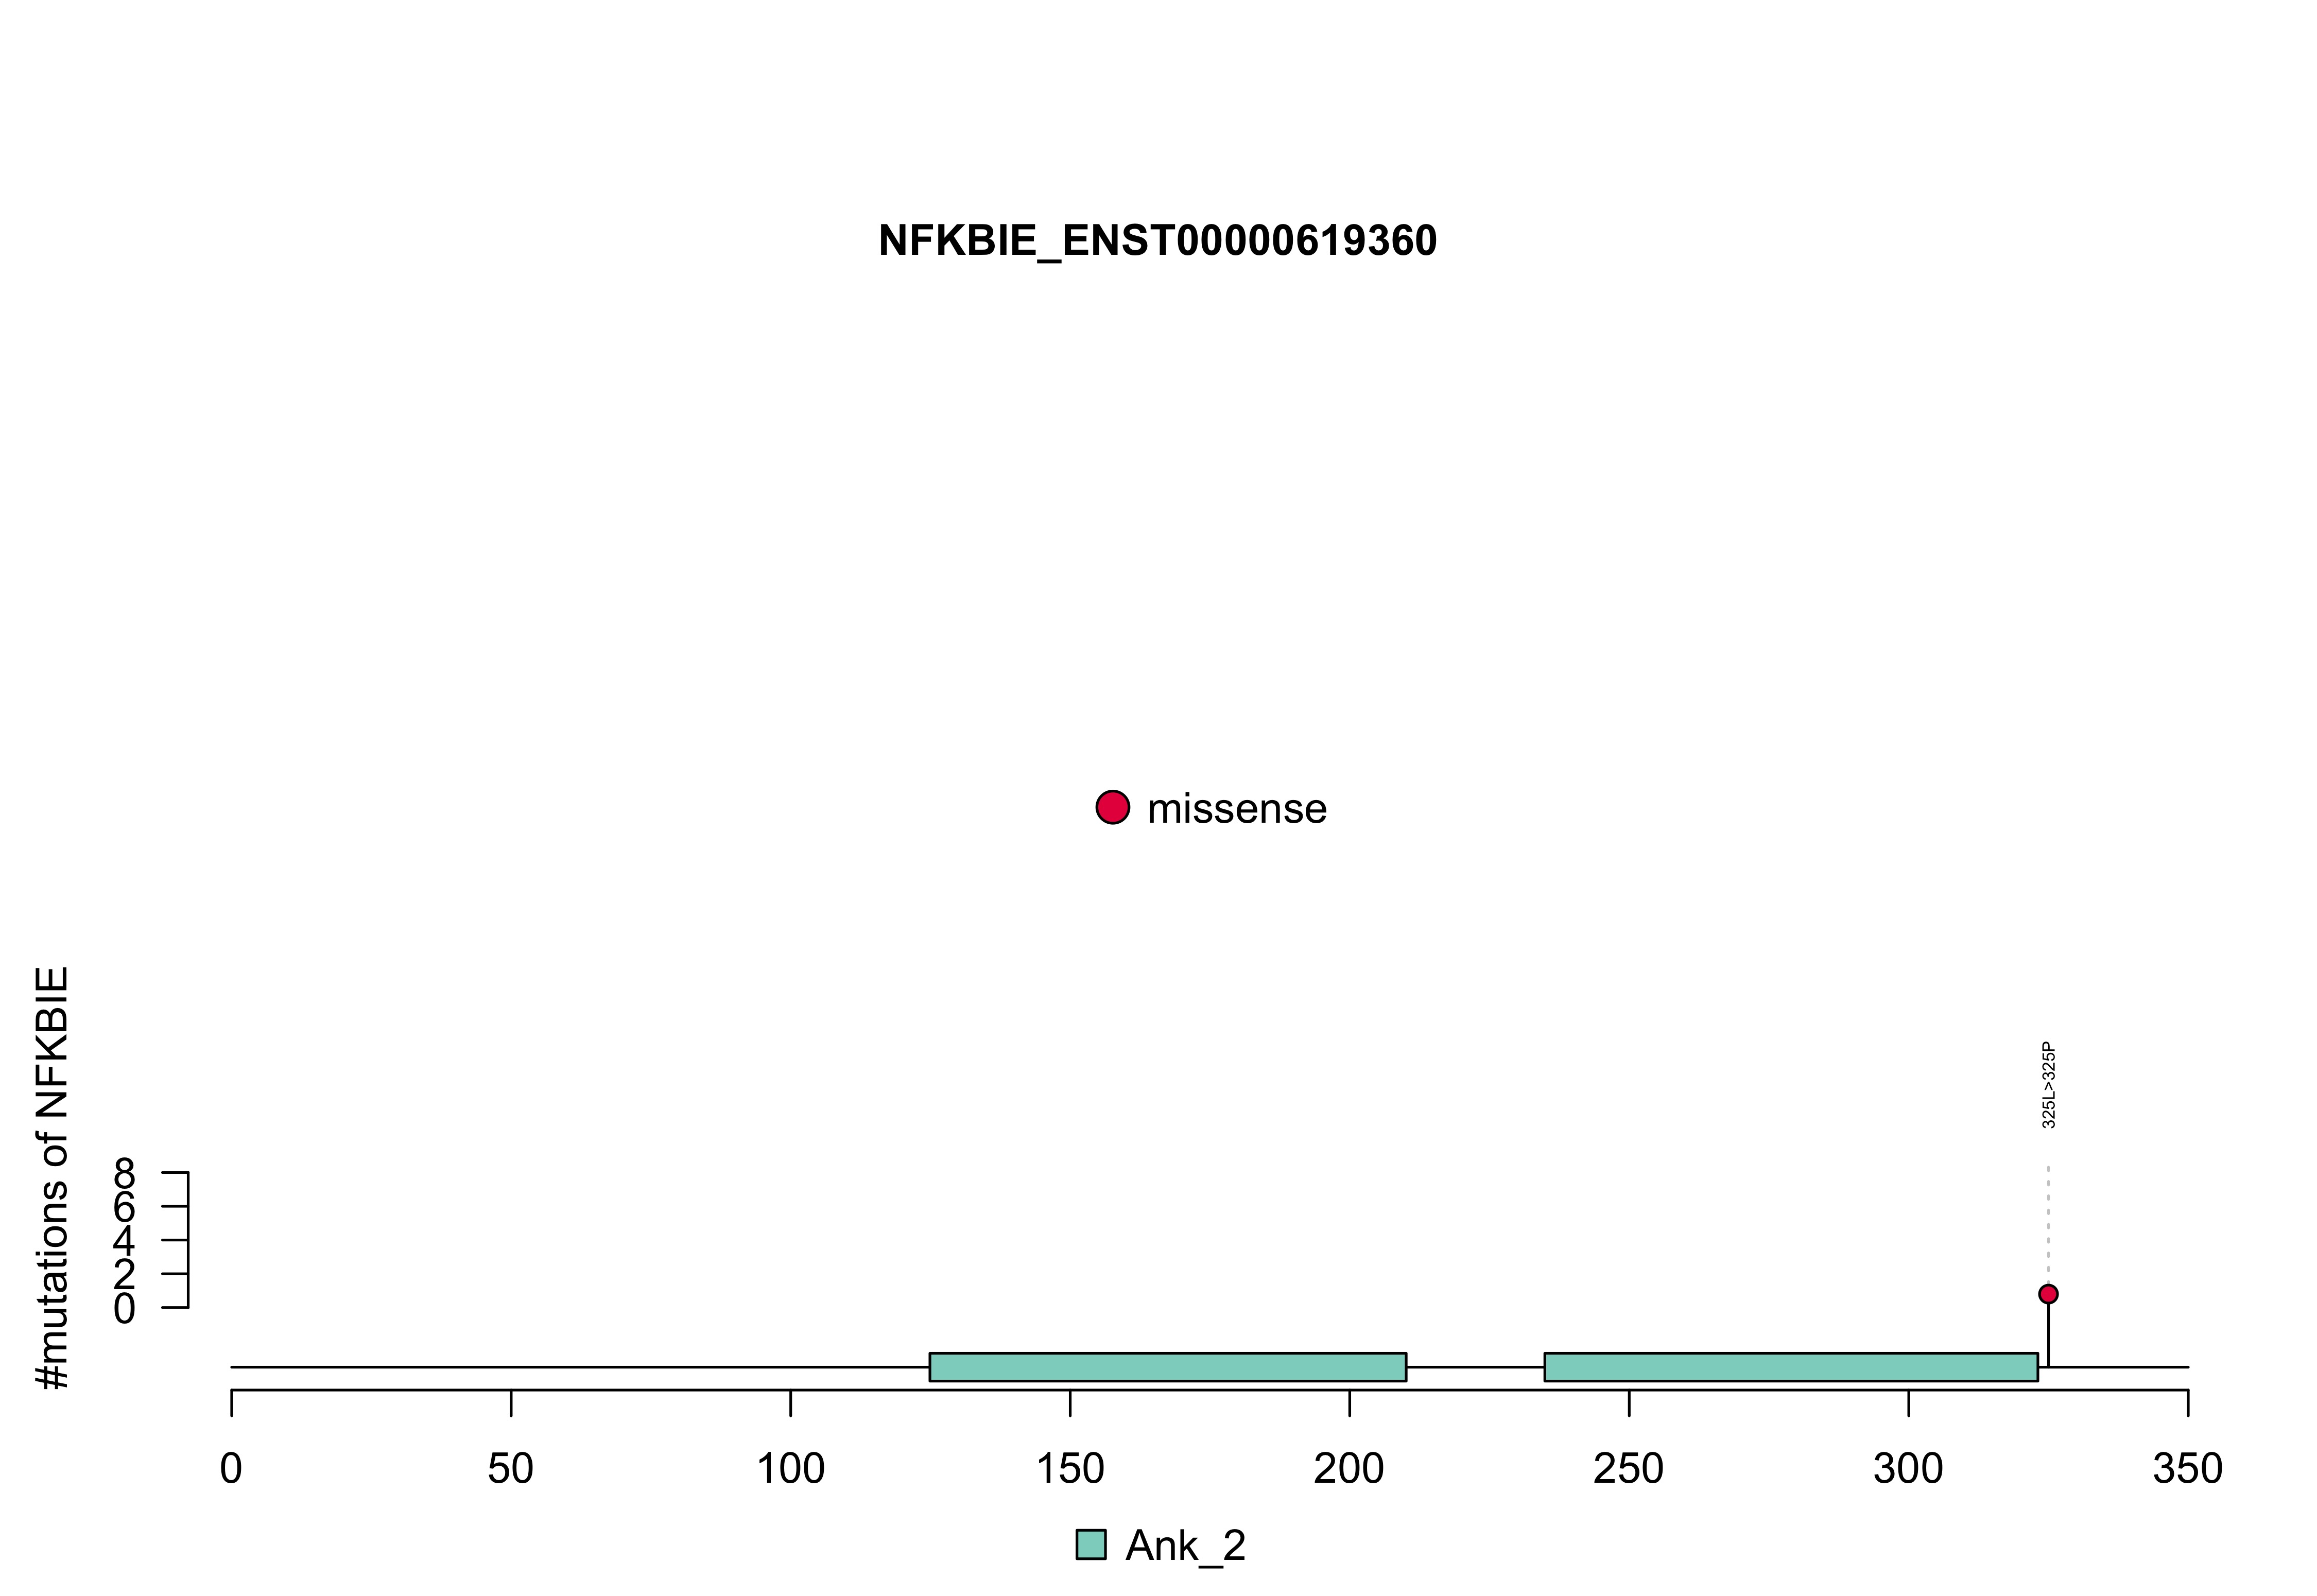 NFKBIE_ENST00000619360
missense
#mutations of NFKBIE
325L>325P
8
6
4
2
0
0 50 100 150 200 250 300 350
Ank_2